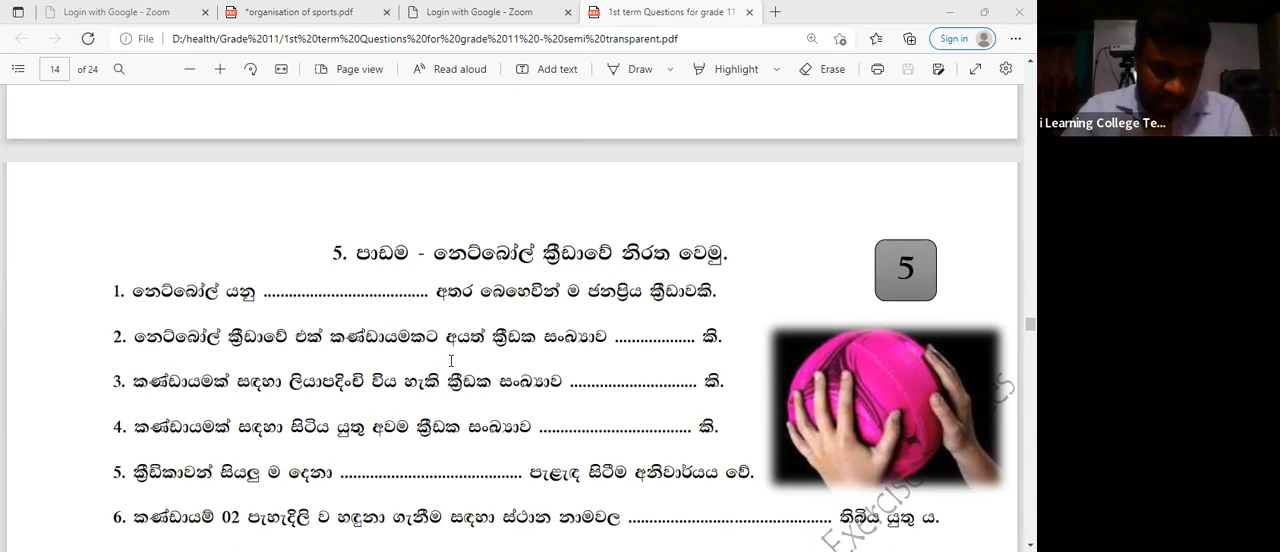 Login with Google - Zoom
*organisation of sports.pdf
Login with Google - Zoom
1st term Questions for grade 11
File
D:/health/Grade%2011/1st%20term%20Questions%20for%20grade%2011%20-%20semi%20transparent.pdf
Sign in
14 of 24
Page view
Read aloud
Add text
Draw
Highlight
Erase
i Learning College Te...
5. පාඩම - නෙට්බෝල් ක්‍රීඩාවේ නිරත වෙමු.
5
1. නෙට්බෝල් යනු ....................................... අතර බෙහෙවින් ම ජනප්‍රිය ක්‍රීඩාවකි.
2. නෙට්බෝල් ක්‍රීඩාවේ එක් කණ්ඩායමකට අයත් ක්‍රීඩක සංඛ්‍යාව ................... කි.
3. කණ්ඩායමක් සඳහා ලියාපදිංචි විය හැකි ක්‍රීඩක සංඛ්‍යාව .............................. කි.
4. කණ්ඩායමක් සඳහා සිටිය යුතු අවම ක්‍රීඩක සංඛ්‍යාව .................................... කි.
5. ක්‍රීඩිකාවන් සියලු ම දෙනා ........................................... පැළැඳ සිටීම අනිවාර්යය වේ.
6. කණ්ඩායම් 02 පැහැදිලි ව හඳුනා ගැනීම සඳහා ස්ථාන නාමවල ................................................ තිබිය යුතු ය.